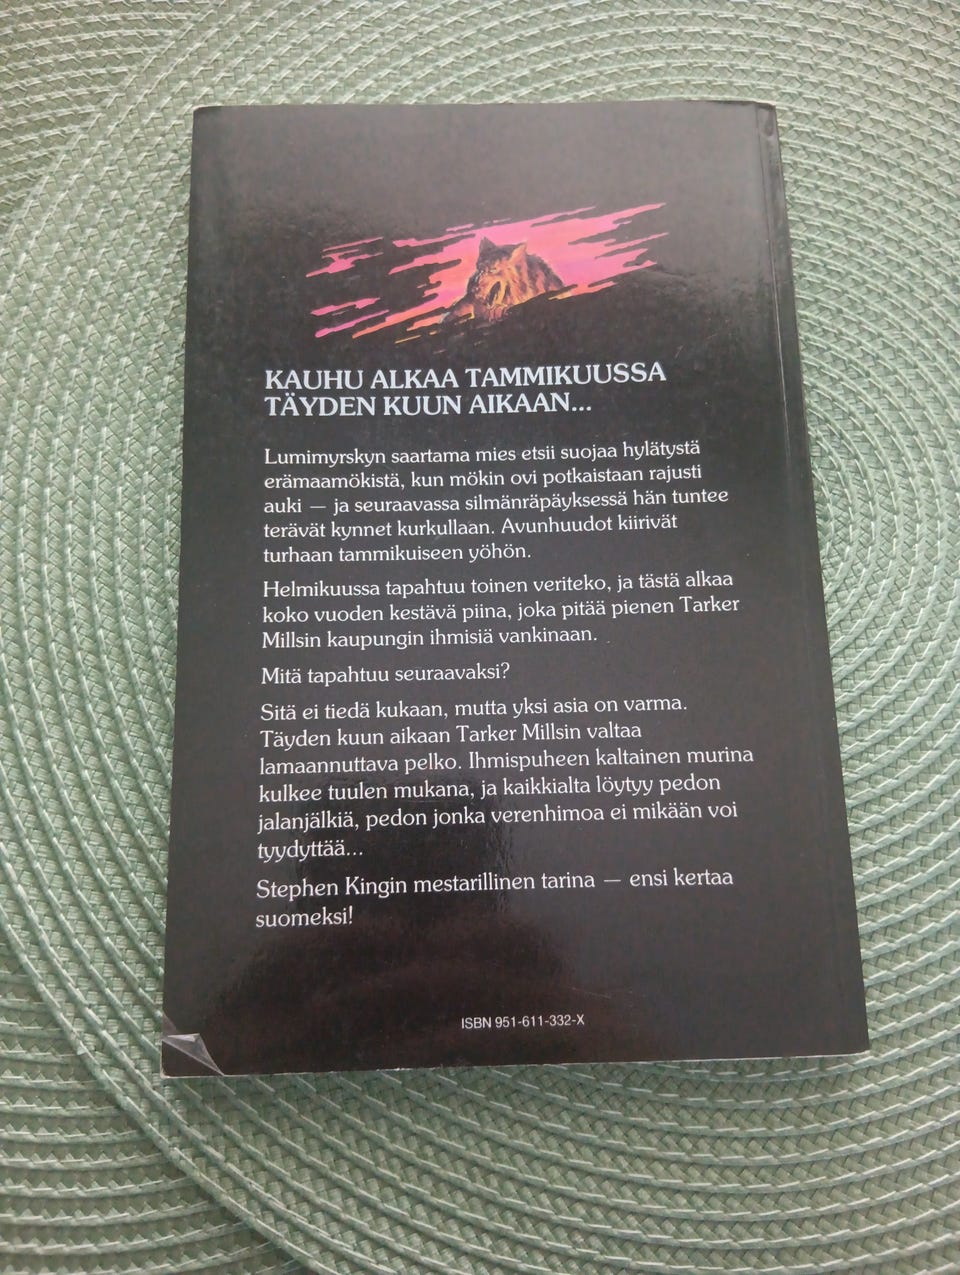 KAUHU ALKAA TAMMIKUUSSA
TÄYDEN KUUN AIKAAN...
Lumimyrskyn saartama mies etsii suojaa hylätystä
erämaamökistä, kun mökin ovi potkaistaan rajusti
auki — ja seuraavassa silmänräpäyksessä hän tuntee
terävät kynnet kurkullaan. Avunhuudot kiirivät
turhaan tammikuiseen yöhön.
Helmikuussa tapahtuu toinen veriteko, ja tästä alkaa
koko vuoden kestävä piina, joka pitää pienen Tarker
Millsin kaupungin ihmisiä vankinaan.
Mitä tapahtuu seuraavaksi?
Sitä ei tiedä kukaan, mutta yksi asia on varma.
Täyden kuun aikaan Tarker Millsin valtaa
lamaannuttava pelko. Ihmispuheen kaltainen murina
kulkee tuulen mukana, ja kaikkialta löytyy pedon
jalanjälkiä, pedon jonka verenhimoa ei mikään voi
tyydyttää...
Stephen Kingin mestarillinen tarina — ensi kertaa
suomeksi!
ISBN 951-611-332-X